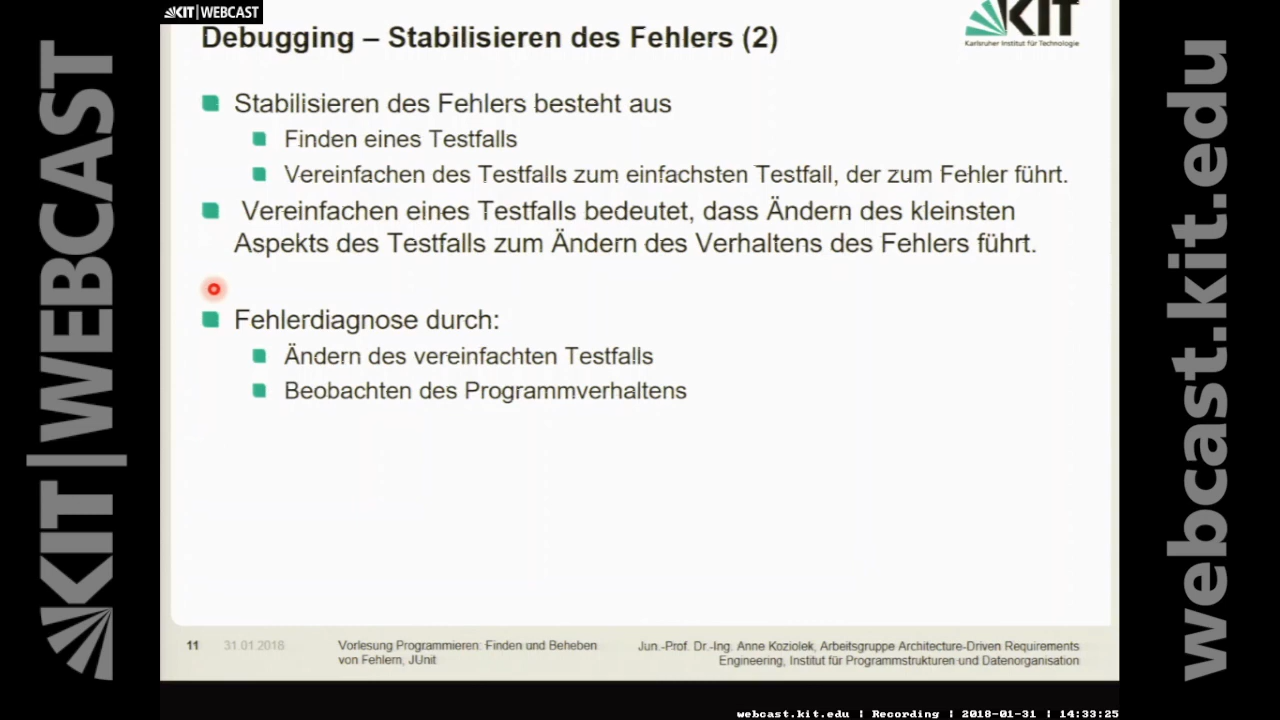 KIT|WEBCAST
KIT|WEBCAST
KIT
Karlsruher Institut für Technologie
Debugging – Stabilisieren des Fehlers (2)
Stabilisieren des Fehlers besteht aus
Finden eines Testfalls
Vereinfachen des Testfalls zum einfachsten Testfall, der zum Fehler führt.
Vereinfachen eines Testfalls bedeutet, dass Ändern des kleinsten
Aspekts des Testfalls zum Ändern des Verhaltens des Fehlers führt.
Fehlerdiagnose durch:
Ändern des vereinfachten Testfalls
Beobachten des Programmverhaltens
11
31.01.2018
Vorlesung Programmieren: Finden und Beheben
von Fehlern, JUnit
Jun.-Prof. Dr.-Ing. Anne Koziolek, Arbeitsgruppe Architecture-Driven Requirements
Engineering, Institut für Programmstrukturen und Datenorganisation
webcast.kit.edu
webcast.kit.edu | Recording | 2018-01-31 | 14:33:25